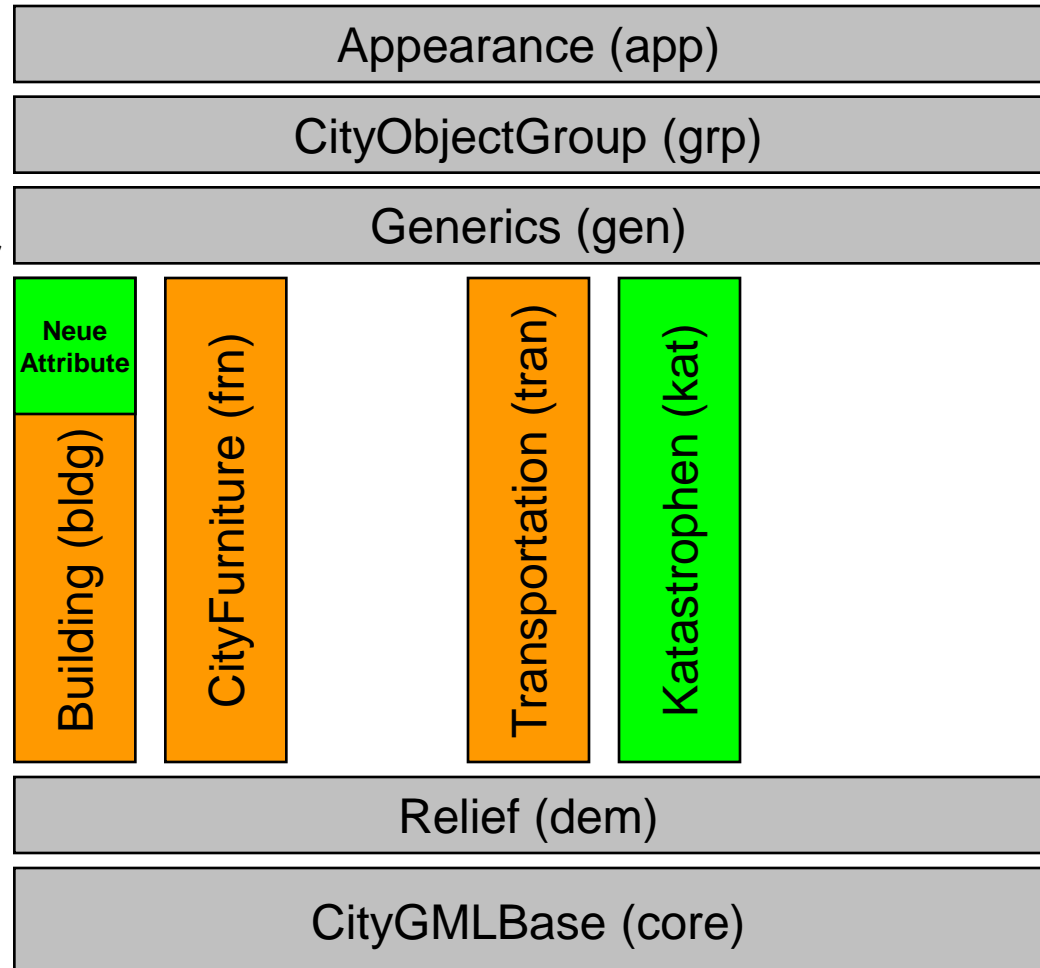 Appearance (app)
CityObjectGroup (grp)
Generics (gen)
Neue
Attribute
Building (bldg)
CityFurniture (frn)
Transportation (tran)
Katastrophen (kat)
Relief (dem)
CityGMLBase (core)